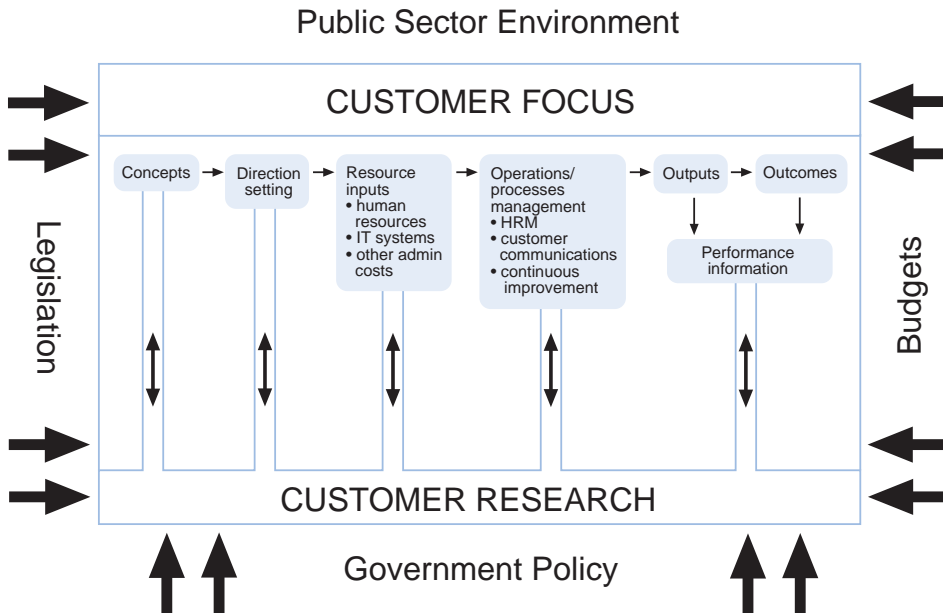 Public Sector Environment
CUSTOMER FOCUS
Legislation
Concepts
Direction
setting
Resource
inputs
• human
resources
• IT systems
• other admin
costs
Operations/
processes
management
• HRM
• customer
communications
• continuous
improvement
Outputs
Outcomes
Performance
information
Budgets
CUSTOMER RESEARCH
Government Policy